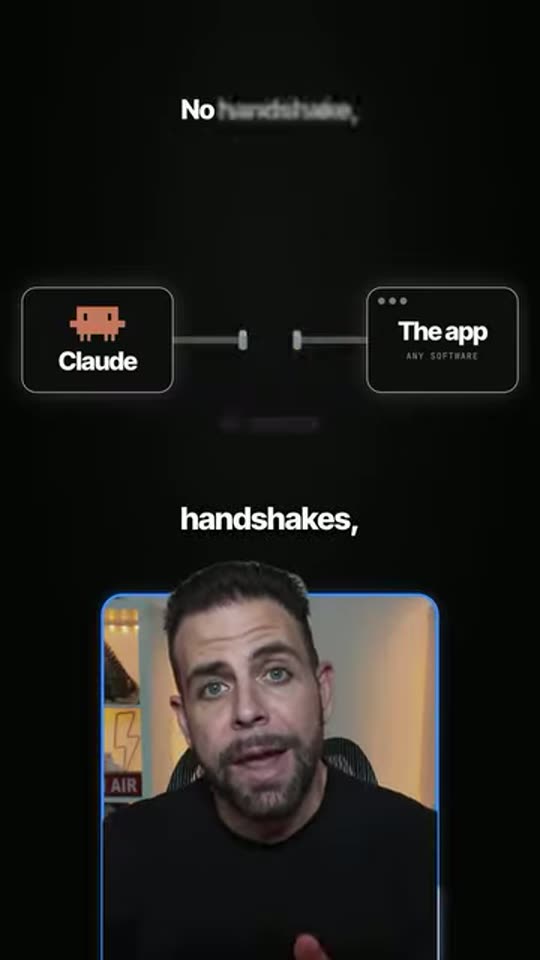 No handshake,
Claude
The app
ANY SOFTWARE
handshakes,
AIR